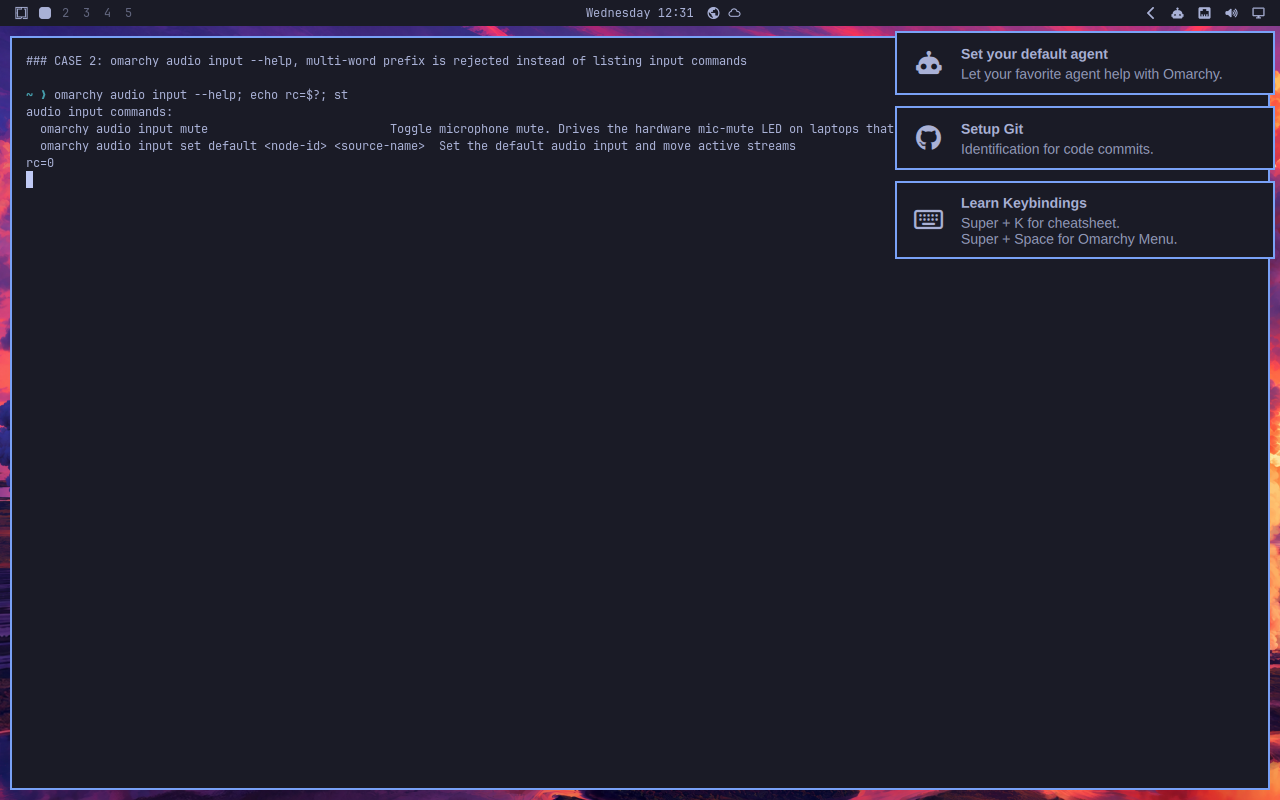 2 3 4 5
Wednesday 12:31
### CASE 2: omarchy audio input --help, multi-word prefix is rejected instead of listing input commands
~ ❯ omarchy audio input --help; echo rc=$?; st
audio input commands:
omarchy audio input mute Toggle microphone mute. Drives the hardware mic-mute LED on laptops that
omarchy audio input set default <node-id> <source-name> Set the default audio input and move active streams
rc=0
Set your default agent
Let your favorite agent help with Omarchy.
Setup Git
Identification for code commits.
Learn Keybindings
Super + K for cheatsheet.
Super + Space for Omarchy Menu.